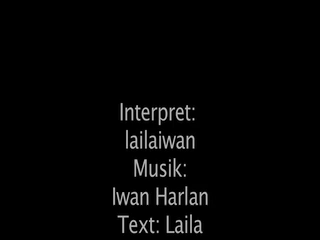 Interpret:
lailaiwan
Musik:
Iwan Harlan
Text: Laila